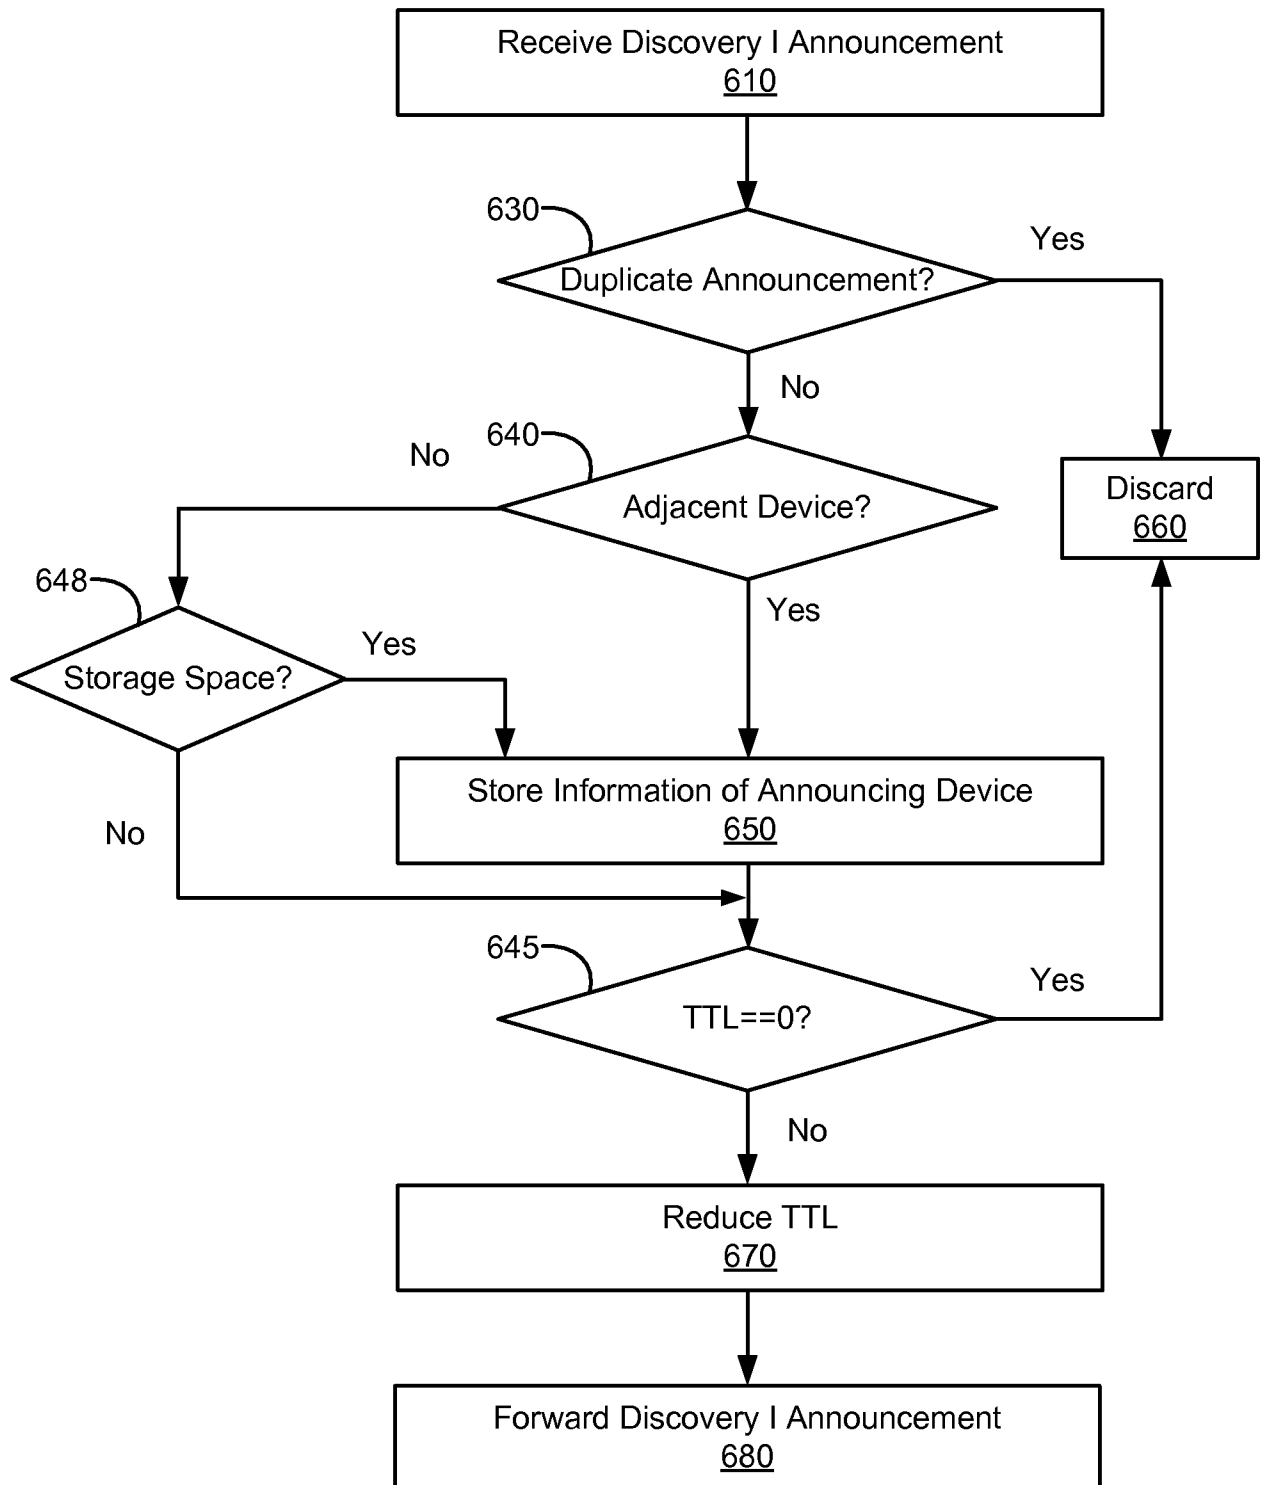 Receive Discovery I Announcement
610
630
Yes
Duplicate Announcement?
No
640
No
Adjacent Device?
Discard
660
648
Yes
Yes
Storage Space?
Store Information of Announcing Device
650
No
645
Yes
TTL==0?
No
Reduce TTL
670
Forward Discovery I Announcement
680